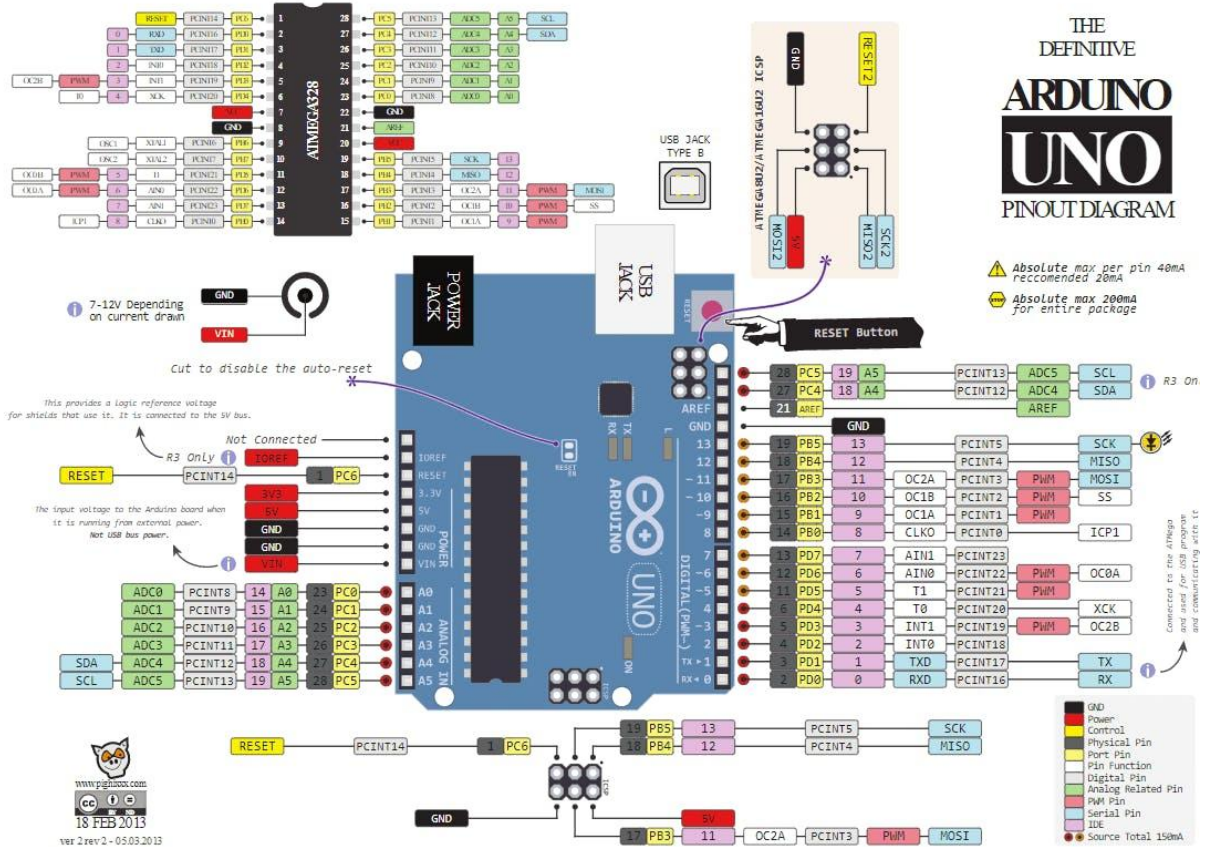 THE
DEFINITIVE
ARDUINO
UNO
PINOUT DIAGRAM
Absolute max per pin 40mA
reccomended 20mA
Absolute max 200mA
for entire package
RESET PCINT14 PC6 1
0 RXD PCINT16 PD0 2
1 TXD PCINT17 PD1 3
2 INT0 PCINT18 PD2 4
OC2B PWM 3 INT1 PCINT19 PD3 5
T0 4 XCK PCINT20 PD4 6
VCC 7
GND 8
OSC1 XTAL1 PCINT6 PB6 9
OSC2 XTAL2 PCINT7 PB7 10
OC0B PWM 5 T1 PCINT21 PD5 11
OC0A PWM 6 AIN0 PCINT22 PD6 12
7 AIN1 PCINT23 PD7 13
ICP1 8 CLKO PCINT0 PB0 14
ATMEGA328
28 PC5 PCINT13 ADC5 A5 SCL
27 PC4 PCINT12 ADC4 A4 SDA
26 PC3 PCINT11 ADC3 A3
25 PC2 PCINT10 ADC2 A2
24 PC1 PCINT9 ADC1 A1
23 PC0 PCINT8 ADC0 A0
22 GND
21 AREF
20 VCC
19 PB5 PCINT5 SCK 13
18 PB4 PCINT4 MISO 12
17 PB3 PCINT3 OC2A 11 PWM MOSI
16 PB2 PCINT2 OC1B 10 PWM SS
15 PB1 PCINT1 OC1A 9 PWM
USB JACK
TYPE B
ATMEGA8U2/ATMEGA16U2 ICSP
GND
RESET2
MOSI2
5V
MISO2
SCK2
7-12V Depending
on current drawn
GND
VIN
POWER
JACK
USB
JACK
RESET
RESET Button
Cut to disable the auto-reset
This provides a logic reference voltage
for shields that use it. It is connected to the 5V bus.
Not Connected
R3 Only IOREF
RESET PCINT14 1 PC6
3V3
5V
GND
GND
VIN
The input voltage to the Arduino board when
it is running from external power.
Not USB bus power.
ADC0 PCINT8 14 A0 23 PC0
ADC1 PCINT9 15 A1 24 PC1
ADC2 PCINT10 16 A2 25 PC2
ADC3 PCINT11 17 A3 26 PC3
SDA ADC4 PCINT12 18 A4 27 PC4
SCL ADC5 PCINT13 19 A5 28 PC5
IOREF
RESET
3.3V
5V
GND
GND
VIN
POWER
A0
A1
A2
A3
A4
A5
ANALOG IN
RESET
EN
RX
TX
L
ARDUINO
UNO
ON
ICSP
AREF
GND
13
12
~11
~10
~9
8
7
~6
~5
4
~3
2
TX ▸ 1
RX ◂ 0
DIGITAL(PWM~)
28 PC5 19 A5 PCINT13 ADC5 SCL
27 PC4 18 A4 PCINT12 ADC4 SDA
R3 On
21 AREF AREF
GND
19 PB5 13 PCINT5 SCK
18 PB4 12 PCINT4 MISO
17 PB3 11 OC2A PCINT3 PWM MOSI
16 PB2 10 OC1B PCINT2 PWM SS
15 PB1 9 OC1A PCINT1 PWM
14 PB0 8 CLKO PCINT0 ICP1
13 PD7 7 AIN1 PCINT23
12 PD6 6 AIN0 PCINT22 PWM OC0A
11 PD5 5 T1 PCINT21 PWM
6 PD4 4 T0 PCINT20 XCK
5 PD3 3 INT1 PCINT19 PWM OC2B
4 PD2 2 INT0 PCINT18
3 PD1 1 TXD PCINT17 TX
2 PD0 0 RXD PCINT16 RX
Connected to the ATMega
and used for USB program
and communicating with it
RESET PCINT14 1 PC6
19 PB5 13 PCINT5 SCK
18 PB4 12 PCINT4 MISO
ICSP
GND
5V
17 PB3 11 OC2A PCINT3 PWM MOSI
GND
Power
Control
Physical Pin
Port Pin
Pin Function
Digital Pin
Analog Related Pin
PWM Pin
Serial Pin
IDE
Source Total 150mA
www.pighixxx.com
cc BY ND
18 FEB 2013
ver 2 rev 2 - 05.03.2013